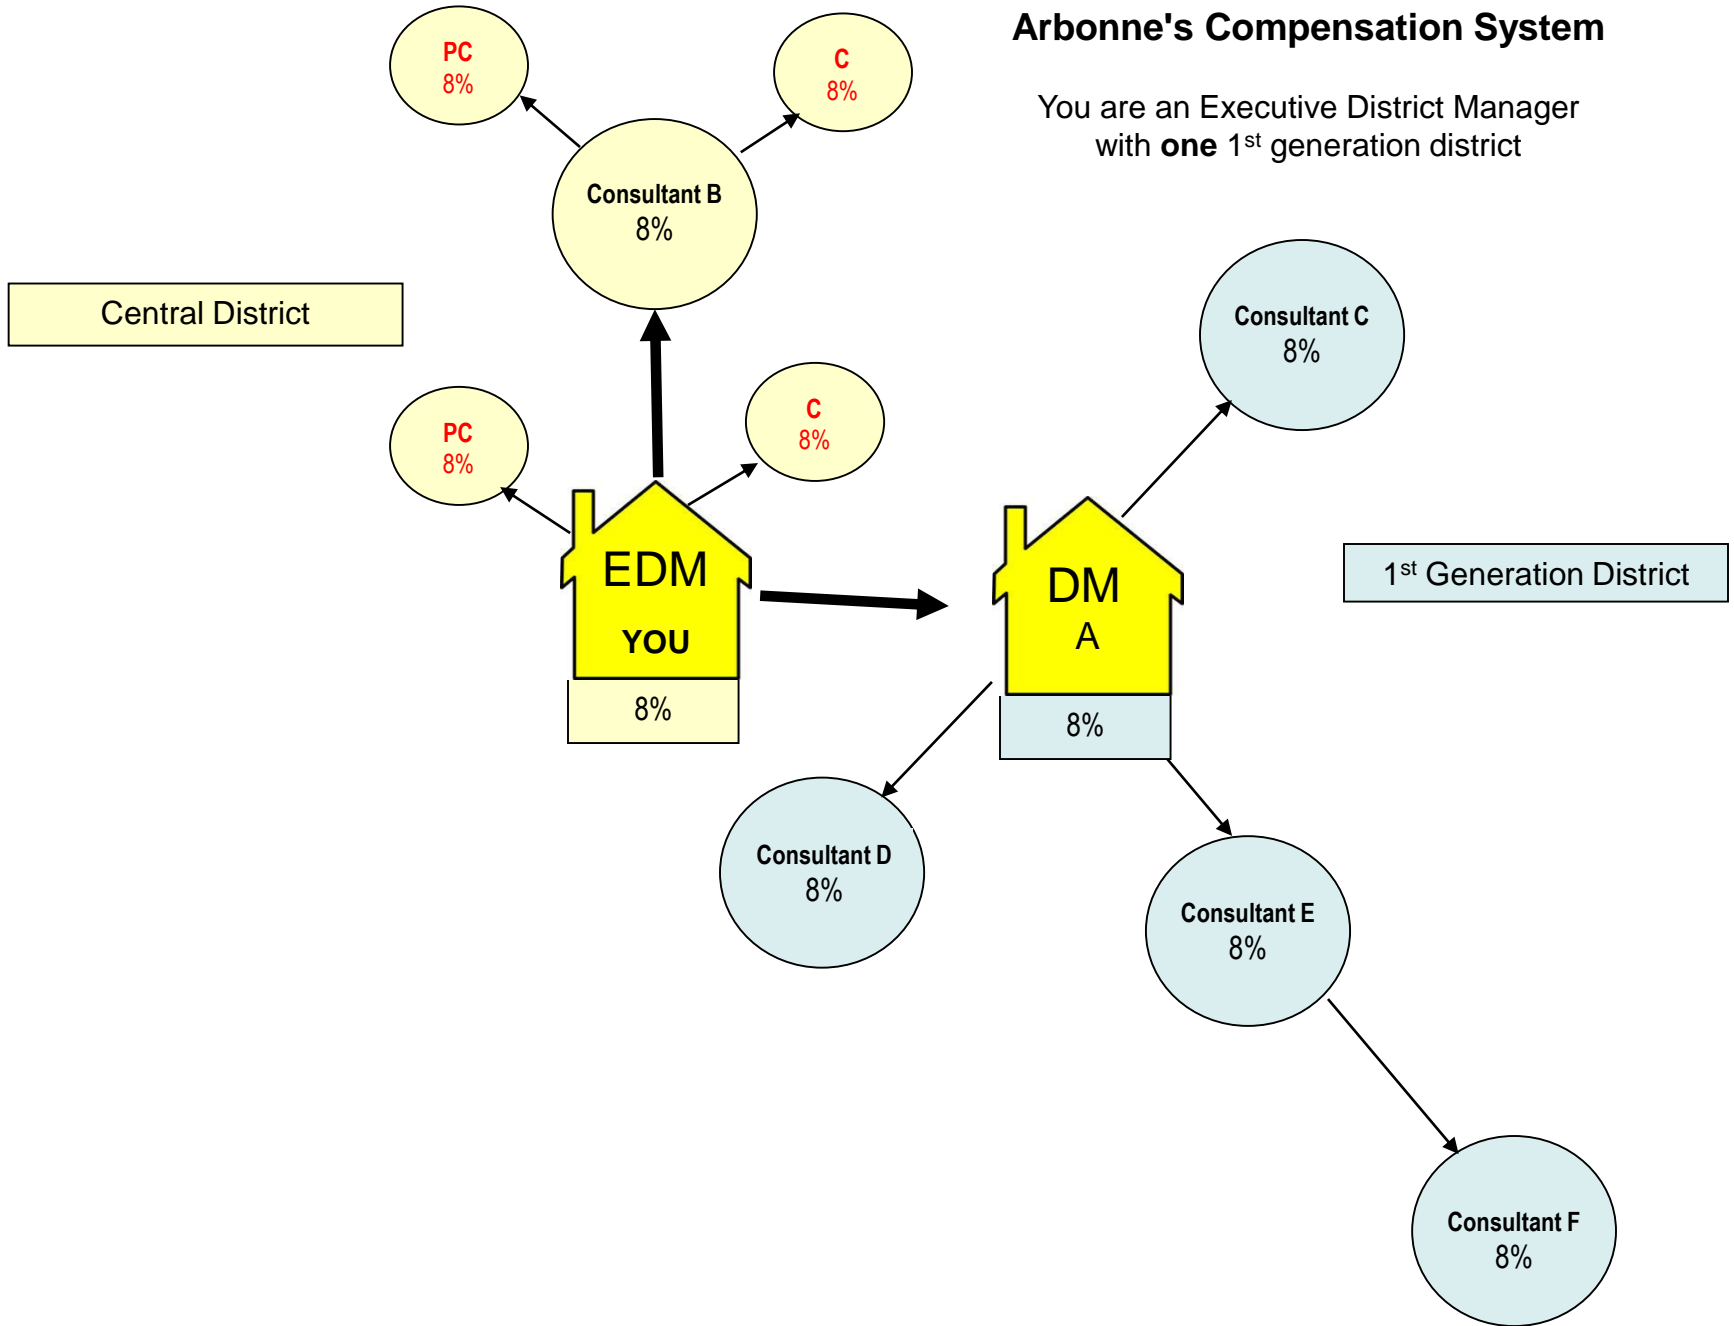 Arbonne's Compensation System
You are an Executive District Manager
with one 1st generation district
PC
8%
C
8%
Consultant B
8%
Central District
Consultant C
8%
PC
8%
C
8%
EDM
YOU
8%
DM
A
8%
1st Generation District
Consultant D
8%
Consultant E
8%
Consultant F
8%